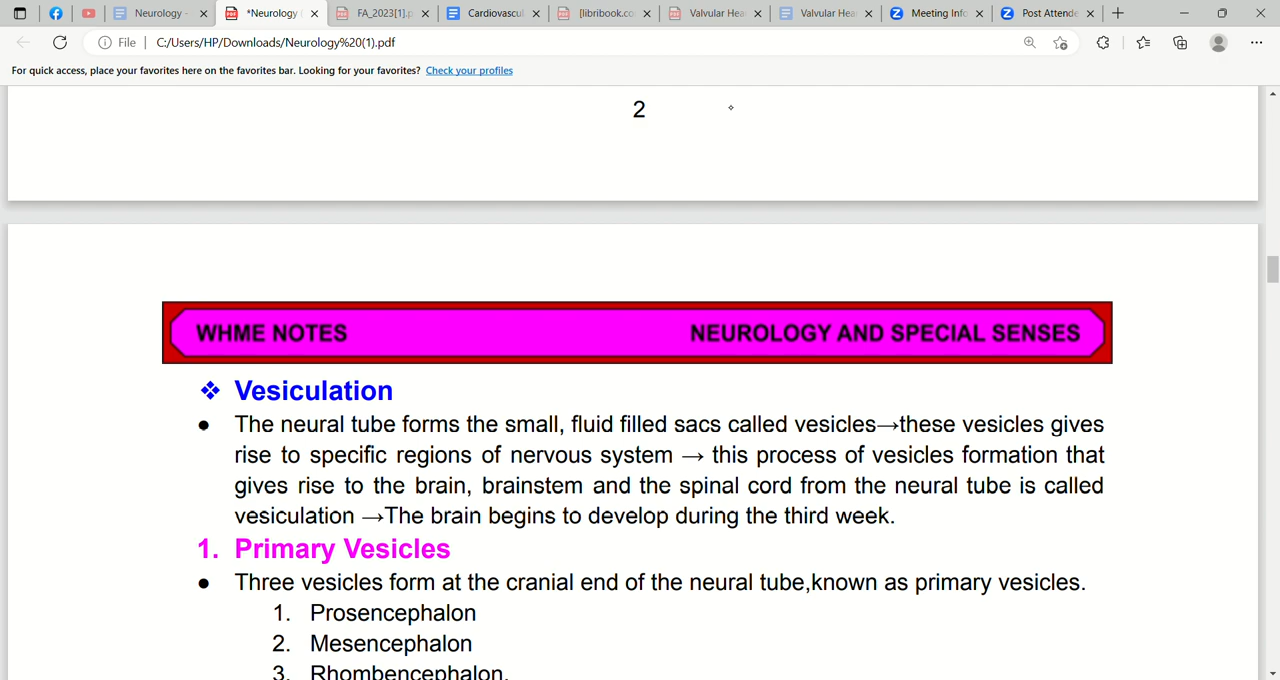 Neurology -
*Neurology (
FA_2023[1].p
Cardiovascul
[libribook.co
Valvular Hea
Valvular Hea
Meeting Info
Post Attende
File
C:/Users/HP/Downloads/Neurology%20(1).pdf
For quick access, place your favorites here on the favorites bar. Looking for your favorites? Check your profiles
2
WHME NOTES NEUROLOGY AND SPECIAL SENSES
❖ Vesiculation
● The neural tube forms the small, fluid filled sacs called vesicles→these vesicles gives
rise to specific regions of nervous system → this process of vesicles formation that
gives rise to the brain, brainstem and the spinal cord from the neural tube is called
vesiculation →The brain begins to develop during the third week.
1. Primary Vesicles
● Three vesicles form at the cranial end of the neural tube,known as primary vesicles.
1. Prosencephalon
2. Mesencephalon
3. Rhombencephalon.